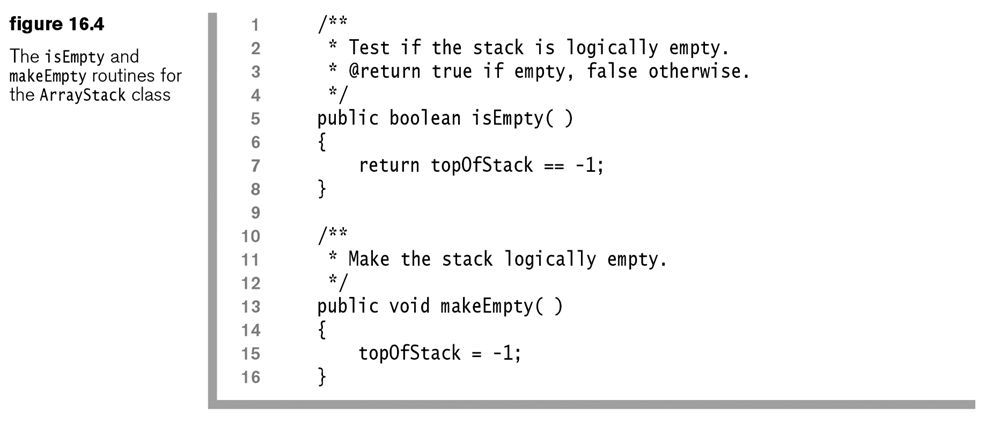 figure 16.4
The isEmpty and
makeEmpty routines for
the ArrayStack class
1 /**
2  * Test if the stack is logically empty.
3  * @return true if empty, false otherwise.
4  */
5 public boolean isEmpty( )
6 {
7     return topOfStack == -1;
8 }
9
10 /**
11  * Make the stack logically empty.
12  */
13 public void makeEmpty( )
14 {
15     topOfStack = -1;
16 }